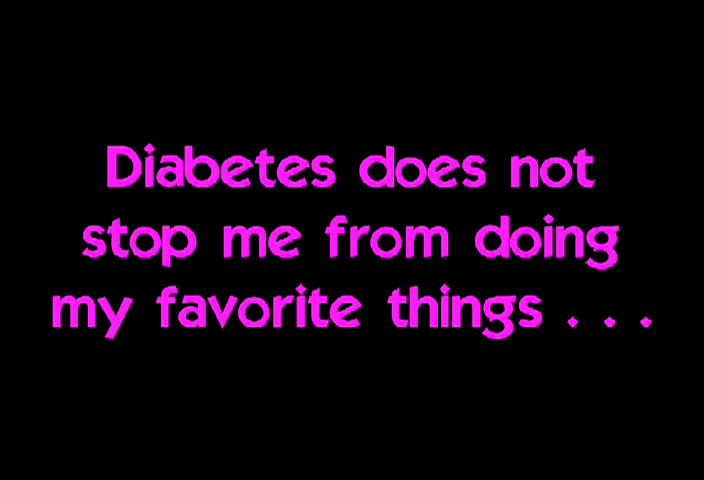 Diabetes does not
stop me from doing
my favorite things . . .